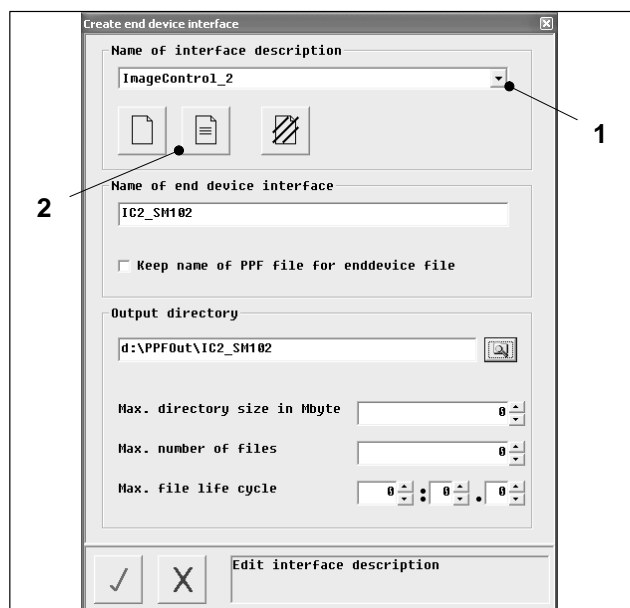 Create end device interface
Name of interface description
ImageControl_2
1
2
Name of end device interface
IC2_SM102
Keep name of PPF file for enddevice file
Output directory
d:\PPFOut\IC2_SM102
Max. directory size in Mbyte 0
Max. number of files 0
Max. file life cycle 0 : 0 . 0
Edit interface description